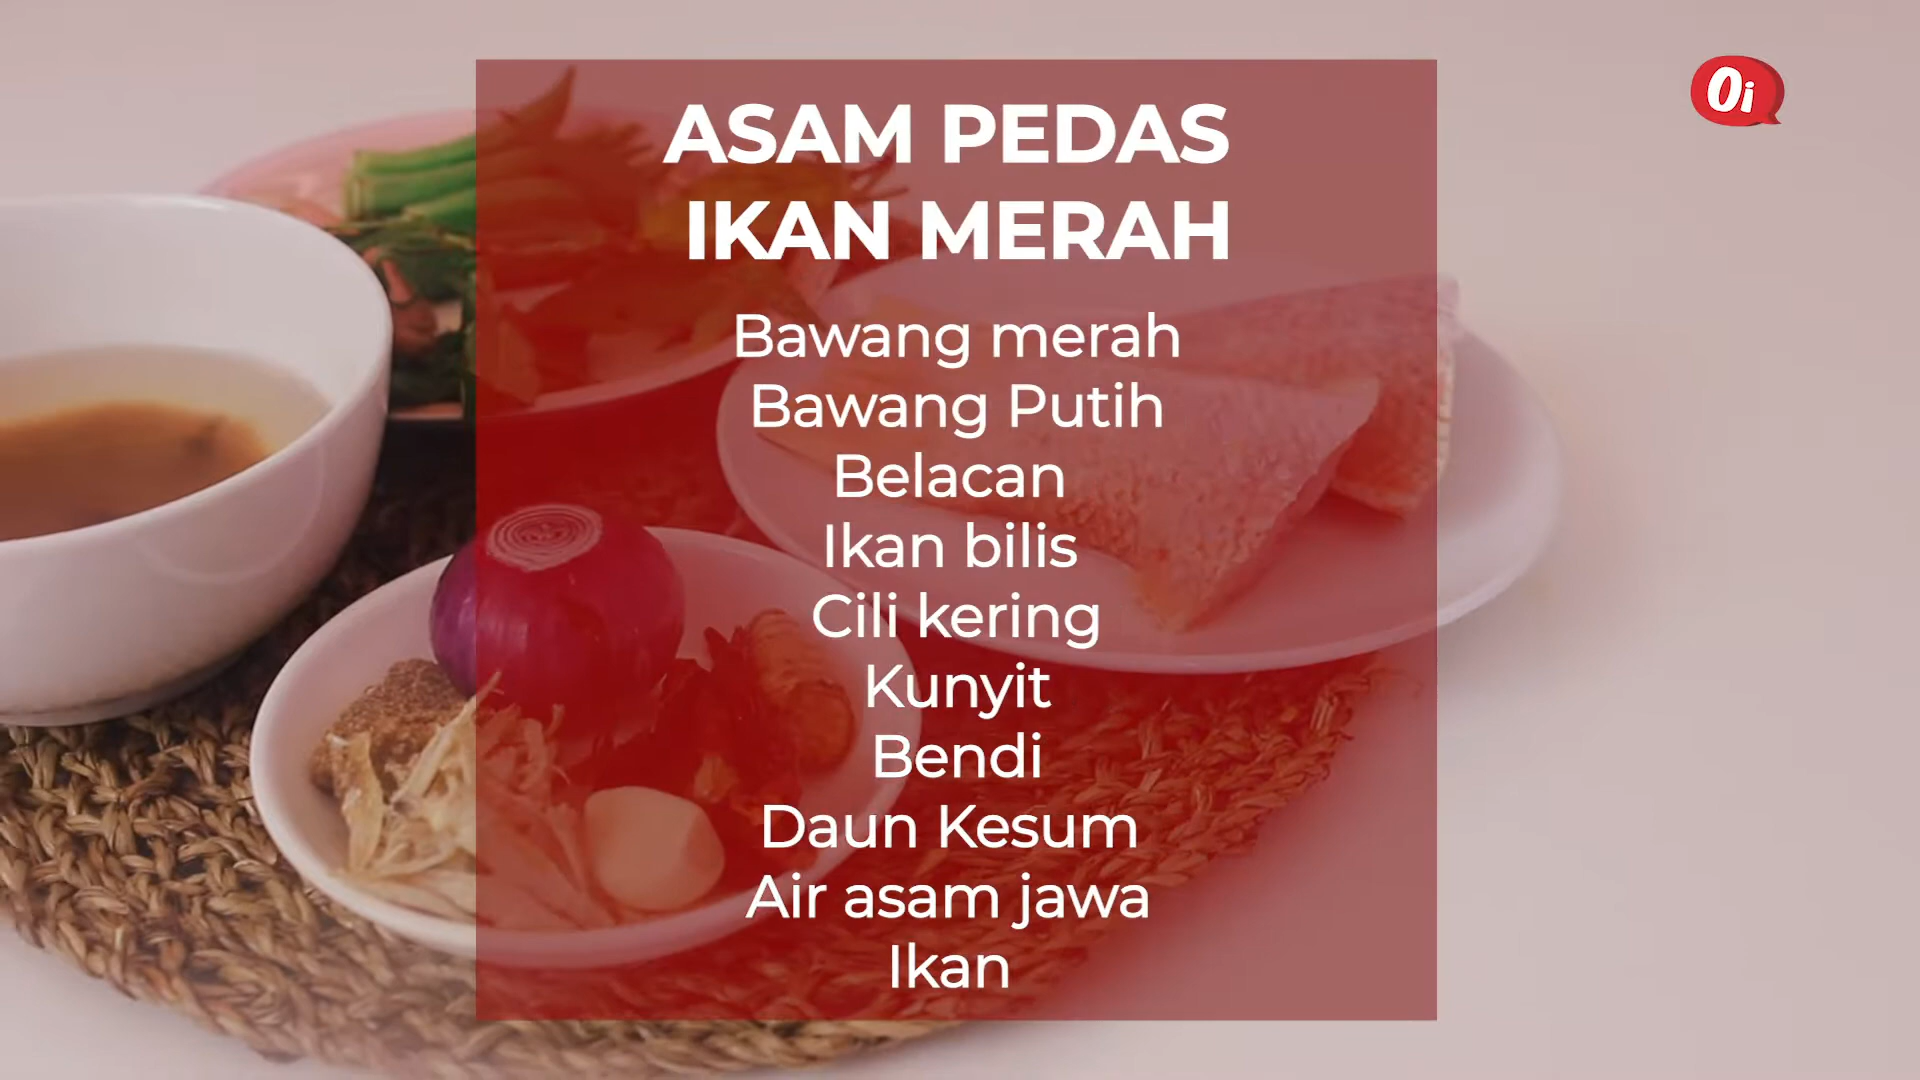 Oi
ASAM PEDAS
IKAN MERAH
Bawang merah
Bawang Putih
Belacan
Ikan bilis
Cili kering
Kunyit
Bendi
Daun Kesum
Air asam jawa
Ikan